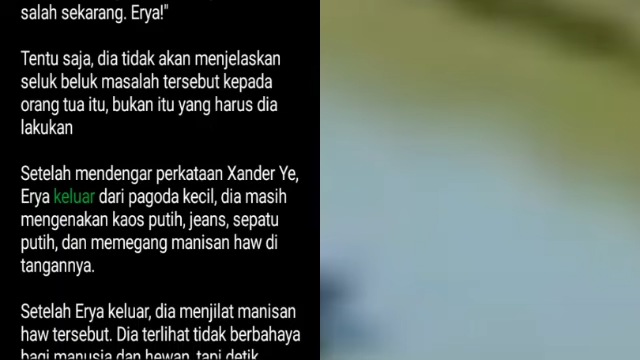 salah sekarang. Erya!"
Tentu saja, dia tidak akan menjelaskan
seluk beluk masalah tersebut kepada
orang tua itu, bukan itu yang harus dia
lakukan
Setelah mendengar perkataan Xander Ye,
Erya keluar dari pagoda kecil, dia masih
mengenakan kaos putih, jeans, sepatu
putih, dan memegang manisan haw di
tangannya.
Setelah Erya keluar, dia menjilat manisan
haw tersebut. Dia terlihat tidak berbahaya
bagi manusia dan hewan, tapi detik